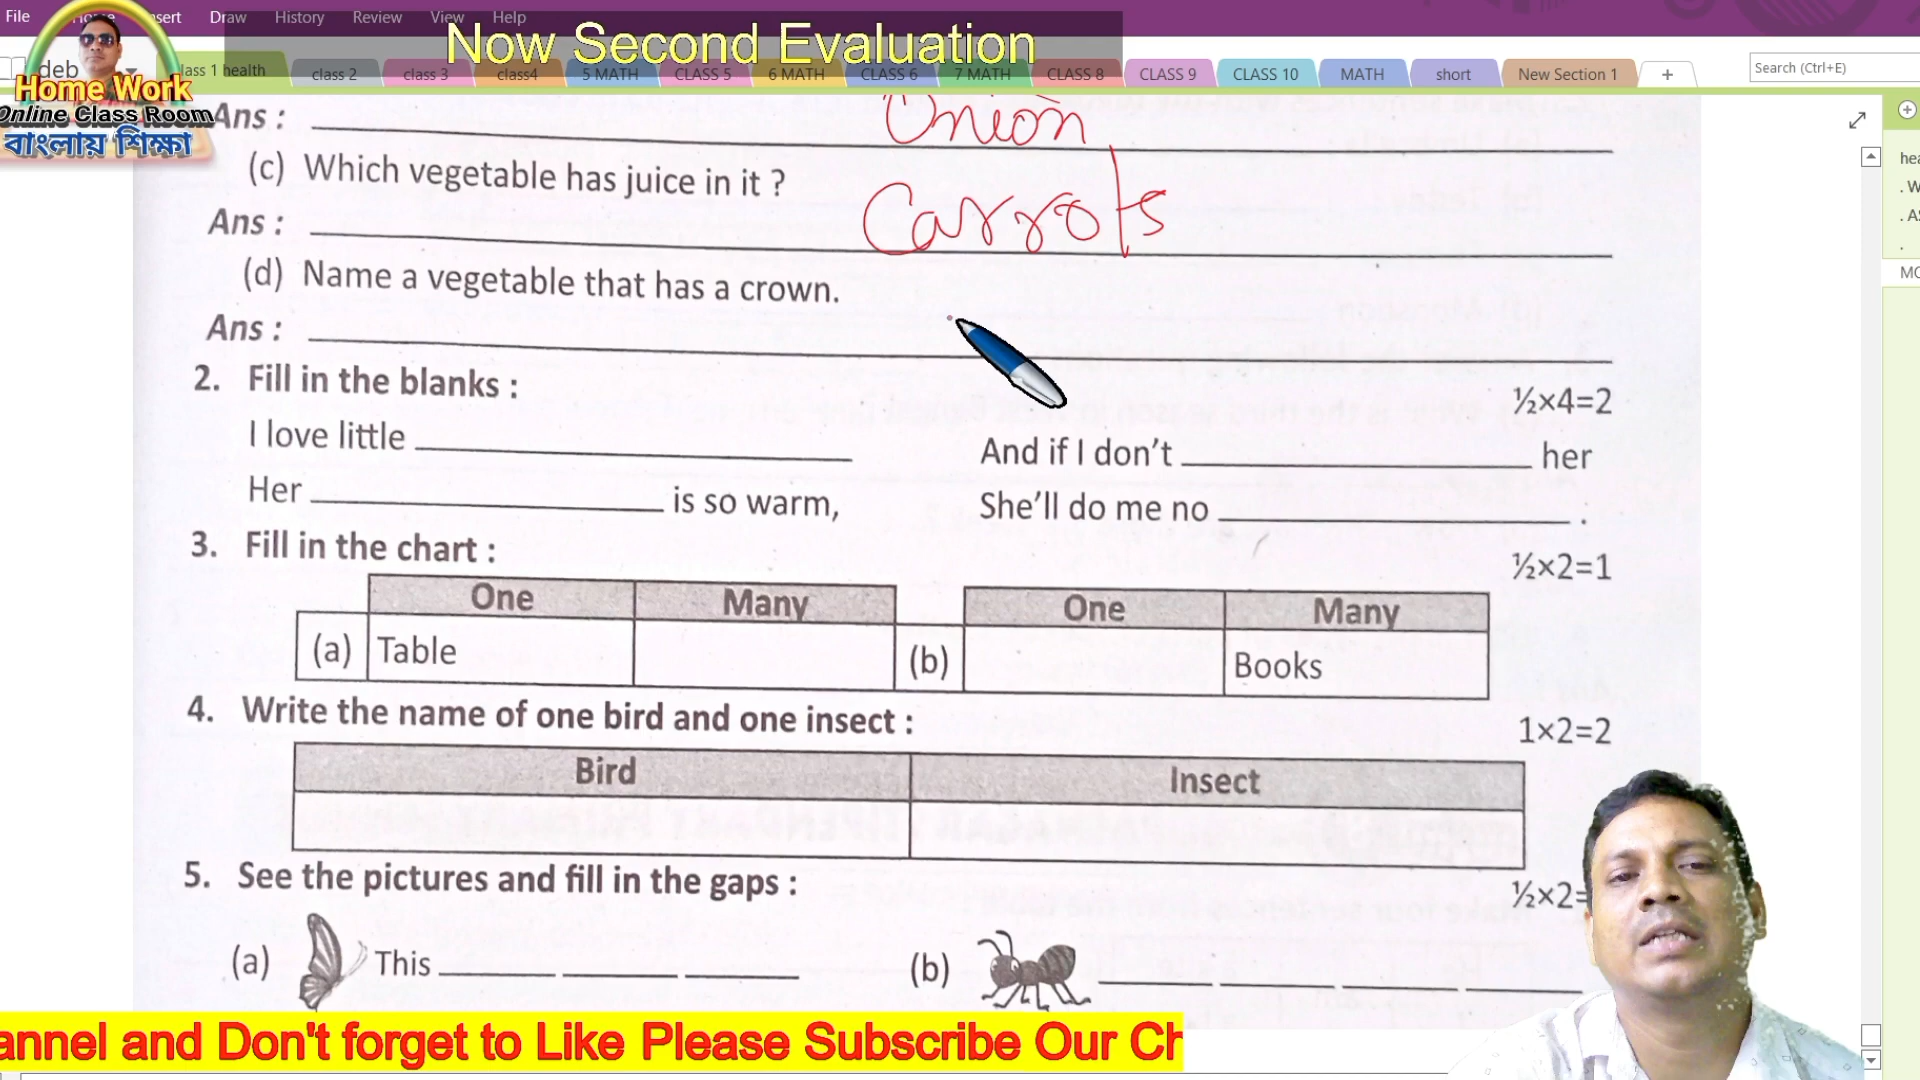 File Home Insert Draw History Review View Help
Now Second Evaluation
deb
class 1 health class 2 class 3 class4 5 MATH CLASS 5 6 MATH CLASS 6 7 MATH CLASS 8 CLASS 9 CLASS 10 MATH short New Section 1 +
Search (Ctrl+E)
Home Work
Online Class Room
বাংলায় শিক্ষা
Ans : Onion
(c) Which vegetable has juice in it ?
Ans : Carrots
(d) Name a vegetable that has a crown.
Ans :
2. Fill in the blanks : ½×4=2
I love little And if I don't her
Her is so warm, She'll do me no .
3. Fill in the chart : ½×2=1
One Many One Many
(a) Table (b) Books
4. Write the name of one bird and one insect : 1×2=2
Bird Insect
5. See the pictures and fill in the gaps : ½×2=
(a) This (b)
annel and Don't forget to Like Please Subscribe Our Ch